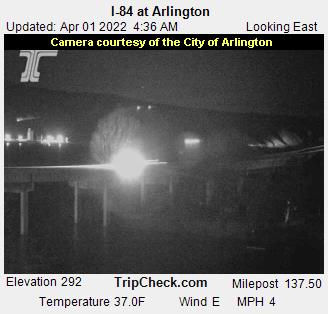 I-84 at Arlington
Updated: Apr 01 2022 4:36 AM Looking East
Camera courtesy of the City of Arlington
Elevation 292 TripCheck.com Milepost 137.50
Temperature 37.0F Wind E MPH 4